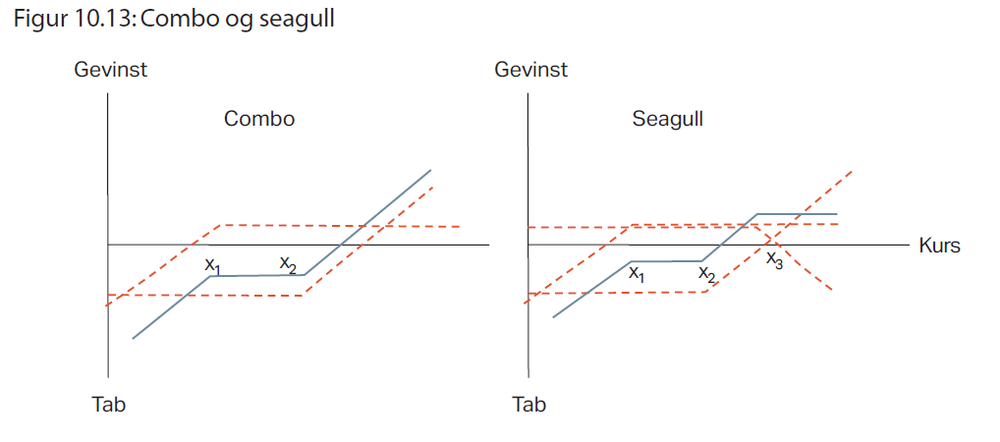 Figur 10.13: Combo og seagull
Gevinst
Combo
X1
X2
Tab
Gevinst
Seagull
X1
X2
X3
Kurs
Tab